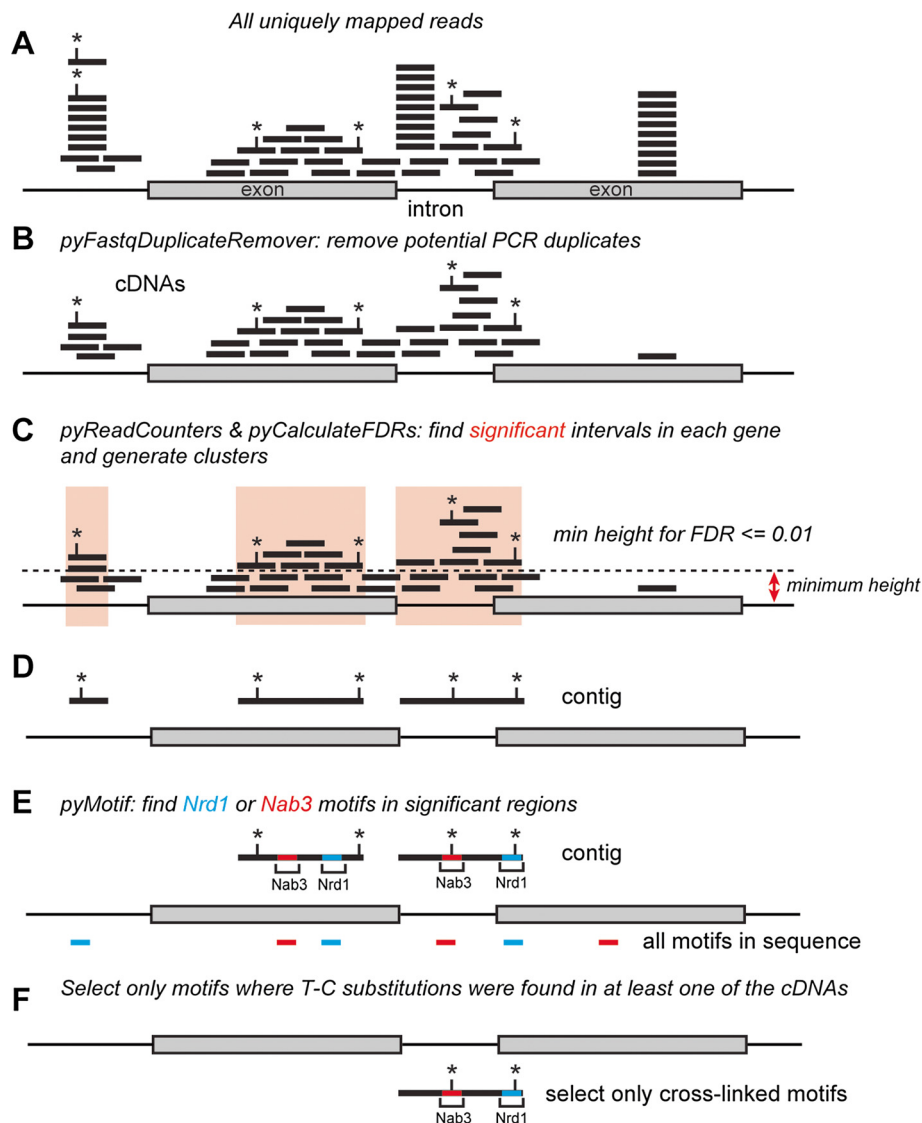 All uniquely mapped reads
A
* * * * * *
exon exon
intron
B
pyFastqDuplicateRemover: remove potential PCR duplicates
cDNAs
* * * * *
C
pyReadCounters & pyCalculateFDRs: find significant intervals in each gene
and generate clusters
* * * * *
min height for FDR <= 0.01
minimum height
D
* * * * *
contig
E
pyMotif: find Nrd1 or Nab3 motifs in significant regions
* * * *
contig
Nab3 Nrd1 Nab3 Nrd1
all motifs in sequence
F
Select only motifs where T-C substitutions were found in at least one of the cDNAs
* *
select only cross-linked motifs
Nab3 Nrd1